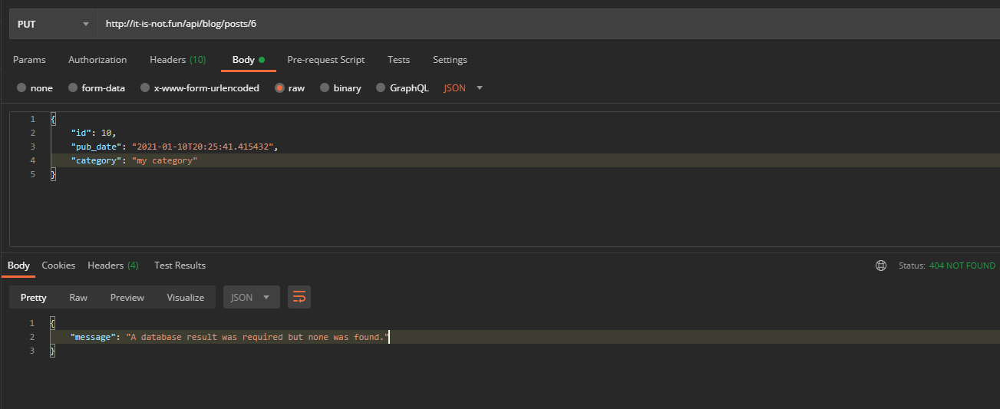 PUT http://it-is-not.fun/api/blog/posts/6
Params Authorization Headers (10) Body Pre-request Script Tests Settings
none form-data x-www-form-urlencoded raw binary GraphQL JSON
1 {
2 "id": 10,
3 "pub_date": "2021-01-10T20:25:41.415432",
4 "category": "my category"
5 }
Body Cookies Headers (4) Test Results Status: 404 NOT FOUND
Pretty Raw Preview Visualize JSON
1 {
2 "message": "A database result was required but none was found."
3 }